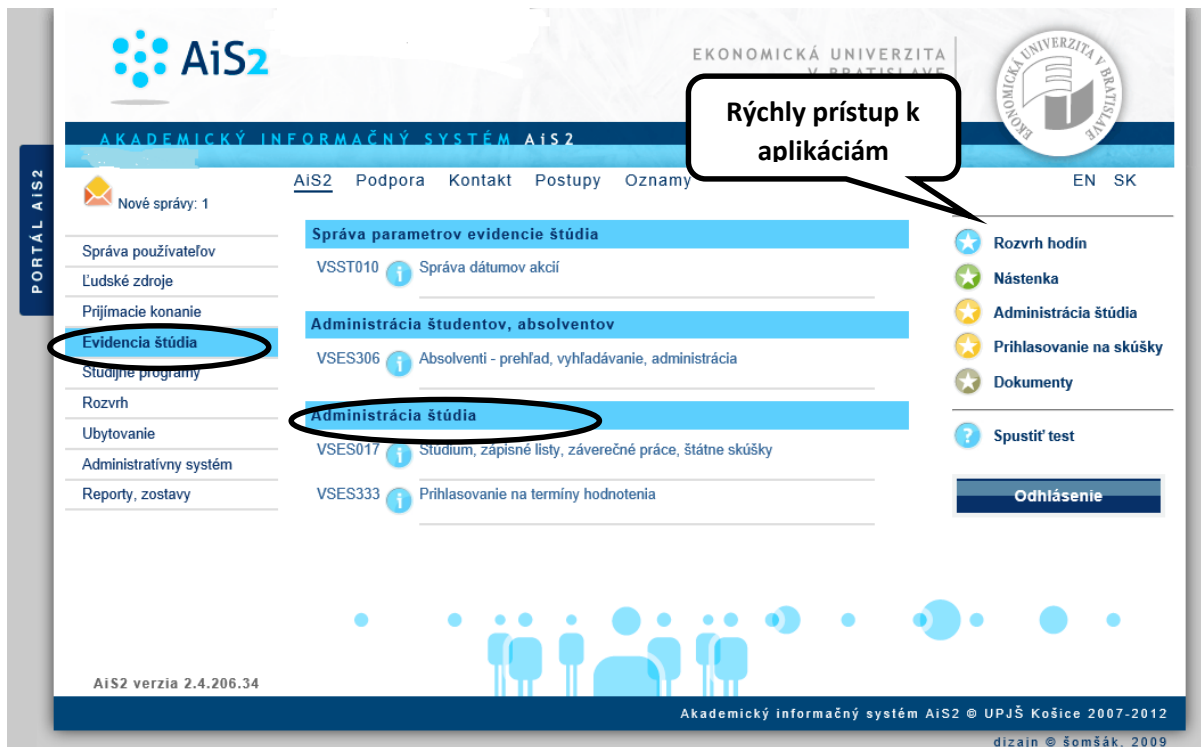 AiS2
EKONOMICKÁ UNIVERZITA
V BRATISLAVE
EKONOMICKÁ UNIVERZITA V BRATISLAVE
Rýchly prístup k
aplikáciám
AKADEMICKÝ INFORMAČNÝ SYSTÉM AiS2
PORTÁL AiS2
Nové správy: 1
AiS2 Podpora Kontakt Postupy Oznamy
EN SK
Správa používateľov
Ľudské zdroje
Prijímacie konanie
Evidencia štúdia
Študijné programy
Rozvrh
Ubytovanie
Administratívny systém
Reporty, zostavy
Správa parametrov evidencie štúdia
VSST010 Správa dátumov akcií
Administrácia študentov, absolventov
VSES306 Absolventi - prehľad, vyhľadávanie, administrácia
Administrácia štúdia
VSES017 Štúdium, zápisné listy, záverečné práce, štátne skúšky
VSES333 Prihlasovanie na termíny hodnotenia
Rozvrh hodín
Nástenka
Administrácia štúdia
Prihlasovanie na skúšky
Dokumenty
Spustiť test
Odhlásenie
AiS2 verzia 2.4.206.34
Akademický informačný systém AiS2 © UPJŠ Košice 2007-2012
dizain © šomšák, 2009